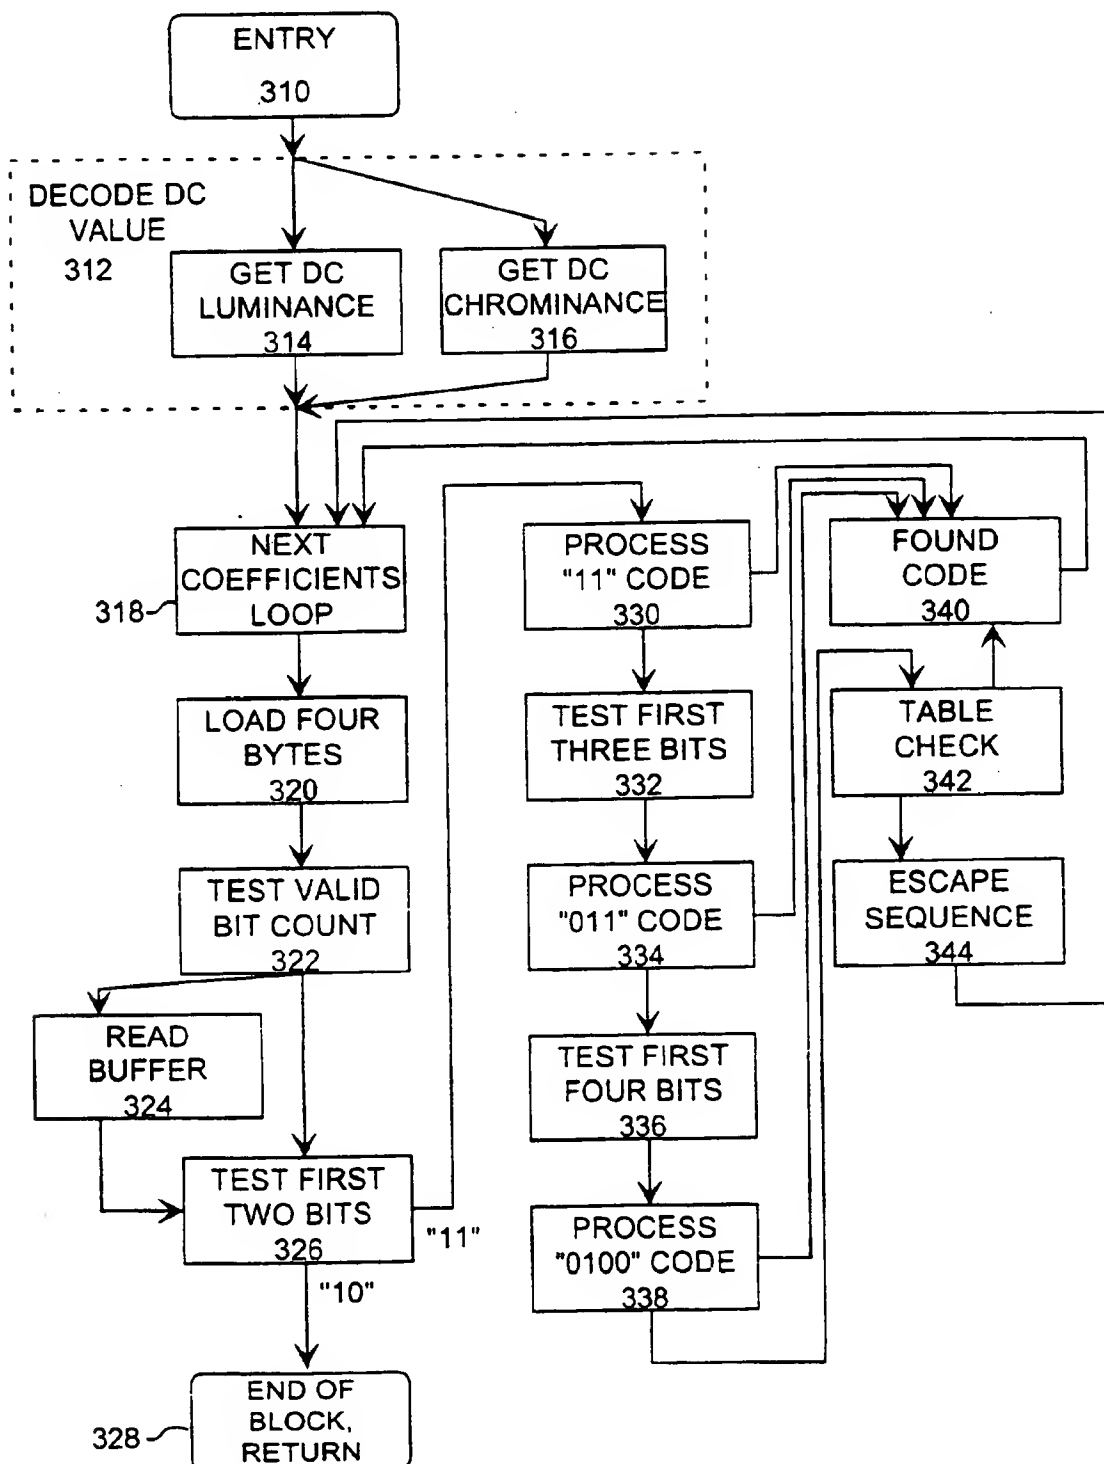 ENTRY
310
DECODE DC
VALUE
312
GET DC
LUMINANCE
314
GET DC
CHROMINANCE
316
NEXT
COEFFICIENTS
LOOP
318
LOAD FOUR
BYTES
320
TEST VALID
BIT COUNT
322
READ
BUFFER
324
TEST FIRST
TWO BITS
326
"11"
"10"
END OF
BLOCK,
RETURN
328
PROCESS
"11" CODE
330
TEST FIRST
THREE BITS
332
PROCESS
"011" CODE
334
TEST FIRST
FOUR BITS
336
PROCESS
"0100" CODE
338
FOUND
CODE
340
TABLE
CHECK
342
ESCAPE
SEQUENCE
344